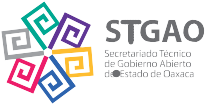 STGAO
Secretariado Técnico
de Gobierno Abierto
del Estado de Oaxaca